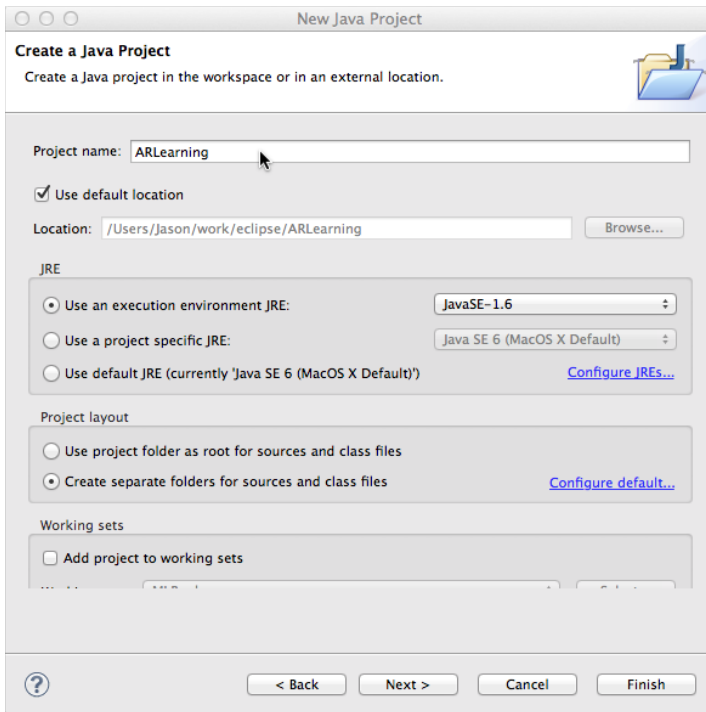 New Java Project
Create a Java Project
Create a Java project in the workspace or in an external location.
Project name: ARLearning
Use default location
Location: /Users/Jason/work/eclipse/ARLearning Browse...
JRE
Use an execution environment JRE: JavaSE-1.6
Use a project specific JRE: Java SE 6 (MacOS X Default)
Use default JRE (currently 'Java SE 6 (MacOS X Default)') Configure JREs...
Project layout
Use project folder as root for sources and class files
Create separate folders for sources and class files Configure default...
Working sets
Add project to working sets
? < Back Next > Cancel Finish